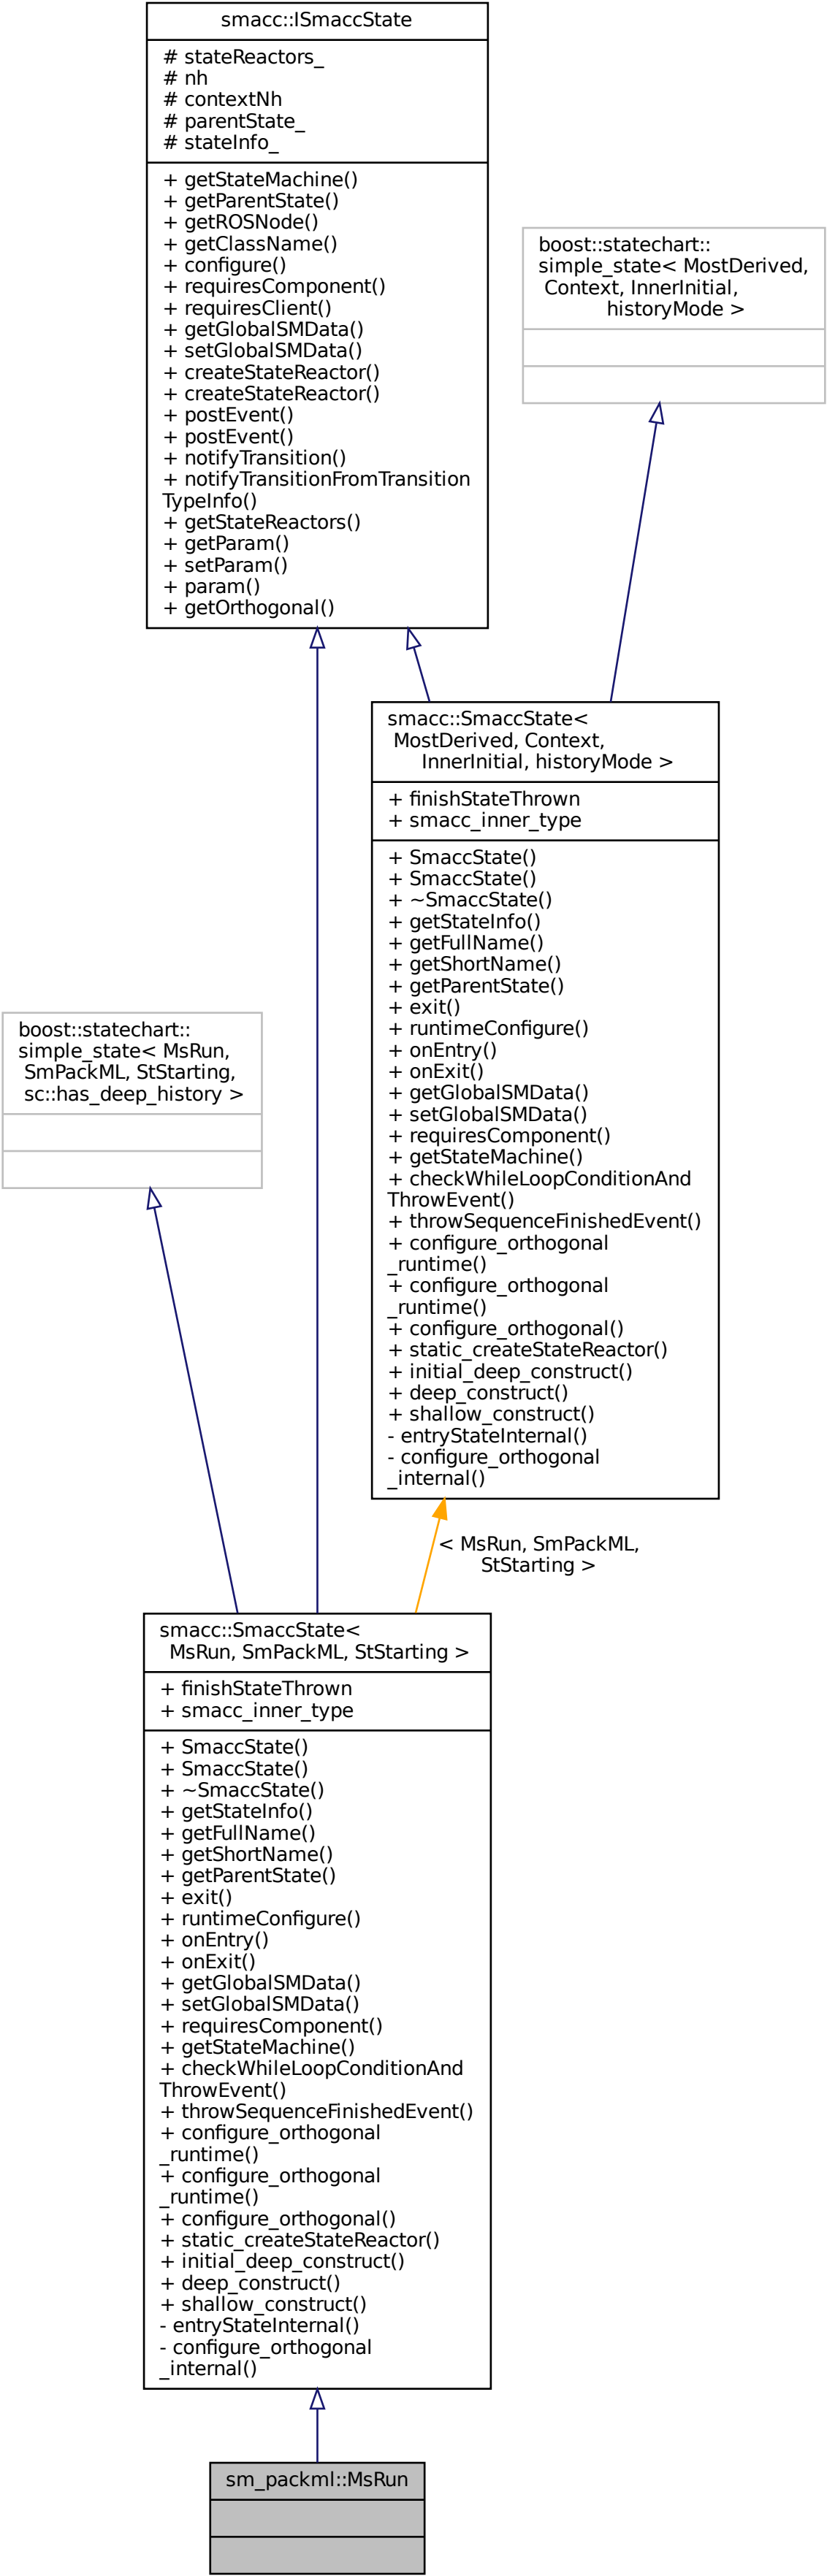 smacc::ISmaccState
# stateReactors_
# nh
# contextNh
# parentState_
# stateInfo_
+ getStateMachine()
+ getParentState()
+ getROSNode()
+ getClassName()
+ configure()
+ requiresComponent()
+ requiresClient()
+ getGlobalSMData()
+ setGlobalSMData()
+ createStateReactor()
+ createStateReactor()
+ postEvent()
+ postEvent()
+ notifyTransition()
+ notifyTransitionFromTransition
TypeInfo()
+ getStateReactors()
+ getParam()
+ setParam()
+ param()
+ getOrthogonal()
boost::statechart::
simple_state< MostDerived,
Context, InnerInitial,
historyMode >
smacc::SmaccState<
MostDerived, Context,
InnerInitial, historyMode >
+ finishStateThrown
+ smacc_inner_type
+ SmaccState()
+ SmaccState()
+ ~SmaccState()
+ getStateInfo()
+ getFullName()
+ getShortName()
+ getParentState()
+ exit()
+ runtimeConfigure()
+ onEntry()
+ onExit()
+ getGlobalSMData()
+ setGlobalSMData()
+ requiresComponent()
+ getStateMachine()
+ checkWhileLoopConditionAnd
ThrowEvent()
+ throwSequenceFinishedEvent()
+ configure_orthogonal
_runtime()
+ configure_orthogonal
_runtime()
+ configure_orthogonal()
+ static_createStateReactor()
+ initial_deep_construct()
+ deep_construct()
+ shallow_construct()
- entryStateInternal()
- configure_orthogonal
_internal()
boost::statechart::
simple_state< MsRun,
SmPackML, StStarting,
sc::has_deep_history >
< MsRun, SmPackML,
StStarting >
smacc::SmaccState<
MsRun, SmPackML, StStarting >
+ finishStateThrown
+ smacc_inner_type
+ SmaccState()
+ SmaccState()
+ ~SmaccState()
+ getStateInfo()
+ getFullName()
+ getShortName()
+ getParentState()
+ exit()
+ runtimeConfigure()
+ onEntry()
+ onExit()
+ getGlobalSMData()
+ setGlobalSMData()
+ requiresComponent()
+ getStateMachine()
+ checkWhileLoopConditionAnd
ThrowEvent()
+ throwSequenceFinishedEvent()
+ configure_orthogonal
_runtime()
+ configure_orthogonal
_runtime()
+ configure_orthogonal()
+ static_createStateReactor()
+ initial_deep_construct()
+ deep_construct()
+ shallow_construct()
- entryStateInternal()
- configure_orthogonal
_internal()
sm_packml::MsRun